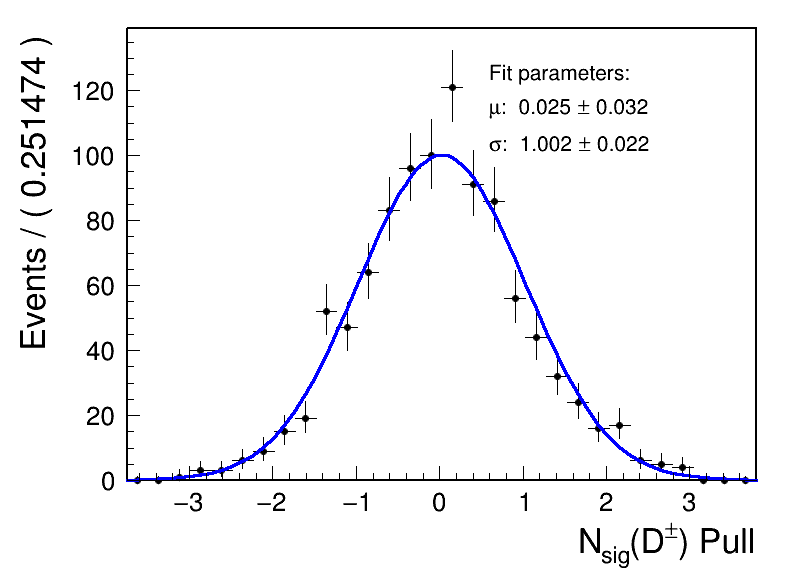 Fit parameters:
μ: 0.025 ± 0.032
σ: 1.002 ± 0.022
Events / ( 0.251474 )
120
100
80
60
40
20
0
−3 −2 −1 0 1 2 3
Nsig(D±) Pull